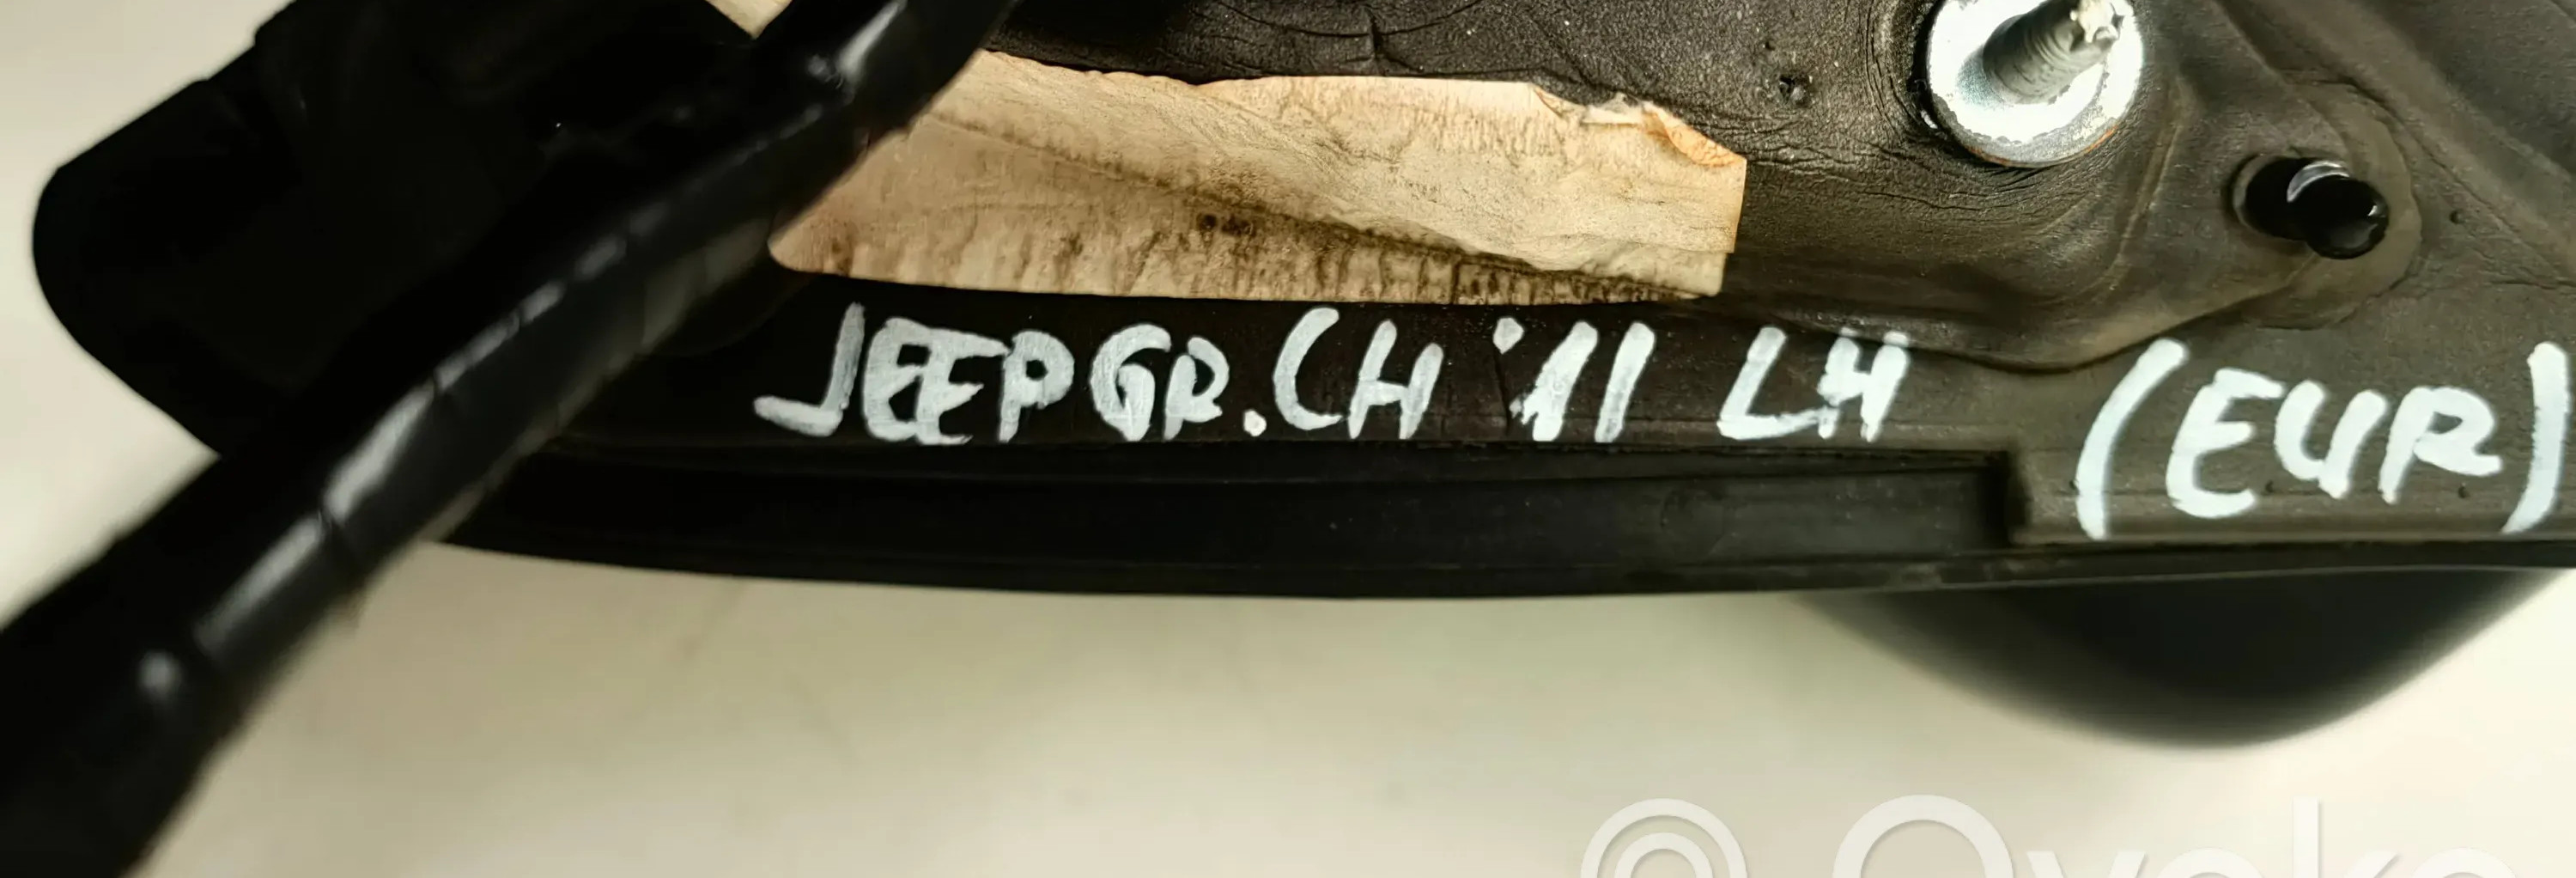 JEEP GR.CH '11 LH (EUR)